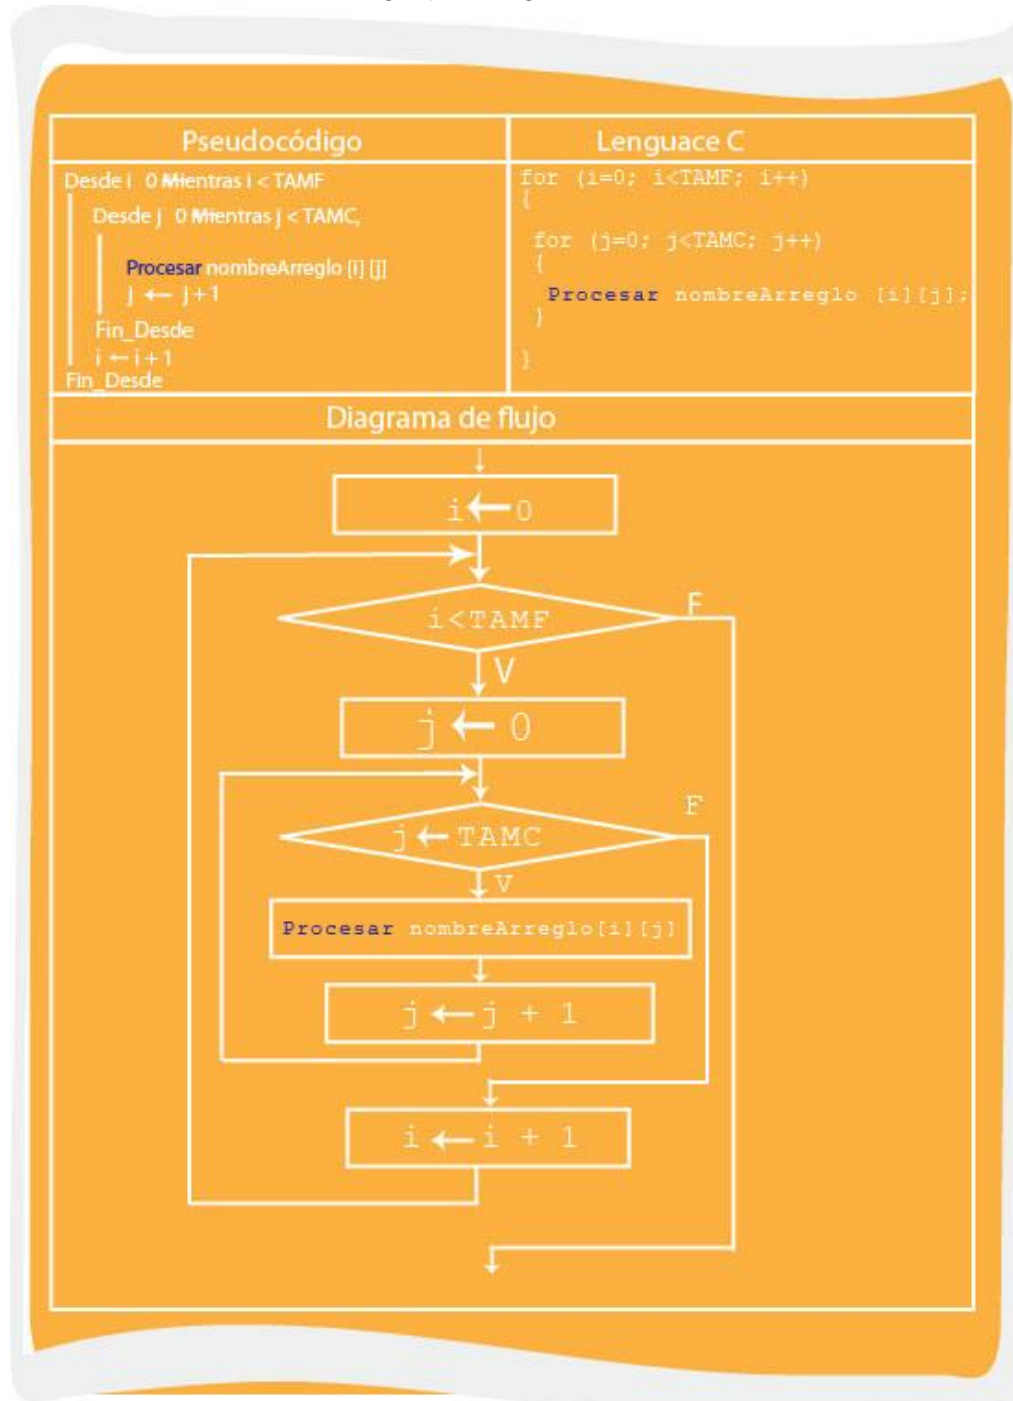 Pseudocódigo
Desde i 0 Mientras i < TAMF
Desde j 0 Mientras j < TAMC,
Procesar nombreArreglo [i] [j]
j ← j + 1
Fin_Desde
i ← i + 1
Fin_Desde
Lenguace C
for (i=0; i<TAMF; i++)
{
for (j=0; j<TAMC; j++)
{
Procesar nombreArreglo [i][j];
}
}
Diagrama de flujo
i ← 0
i<TAMF
F
V
j ← 0
j ← TAMC
F
V
Procesar nombreArreglo[i][j]
j ← j + 1
i ← i + 1